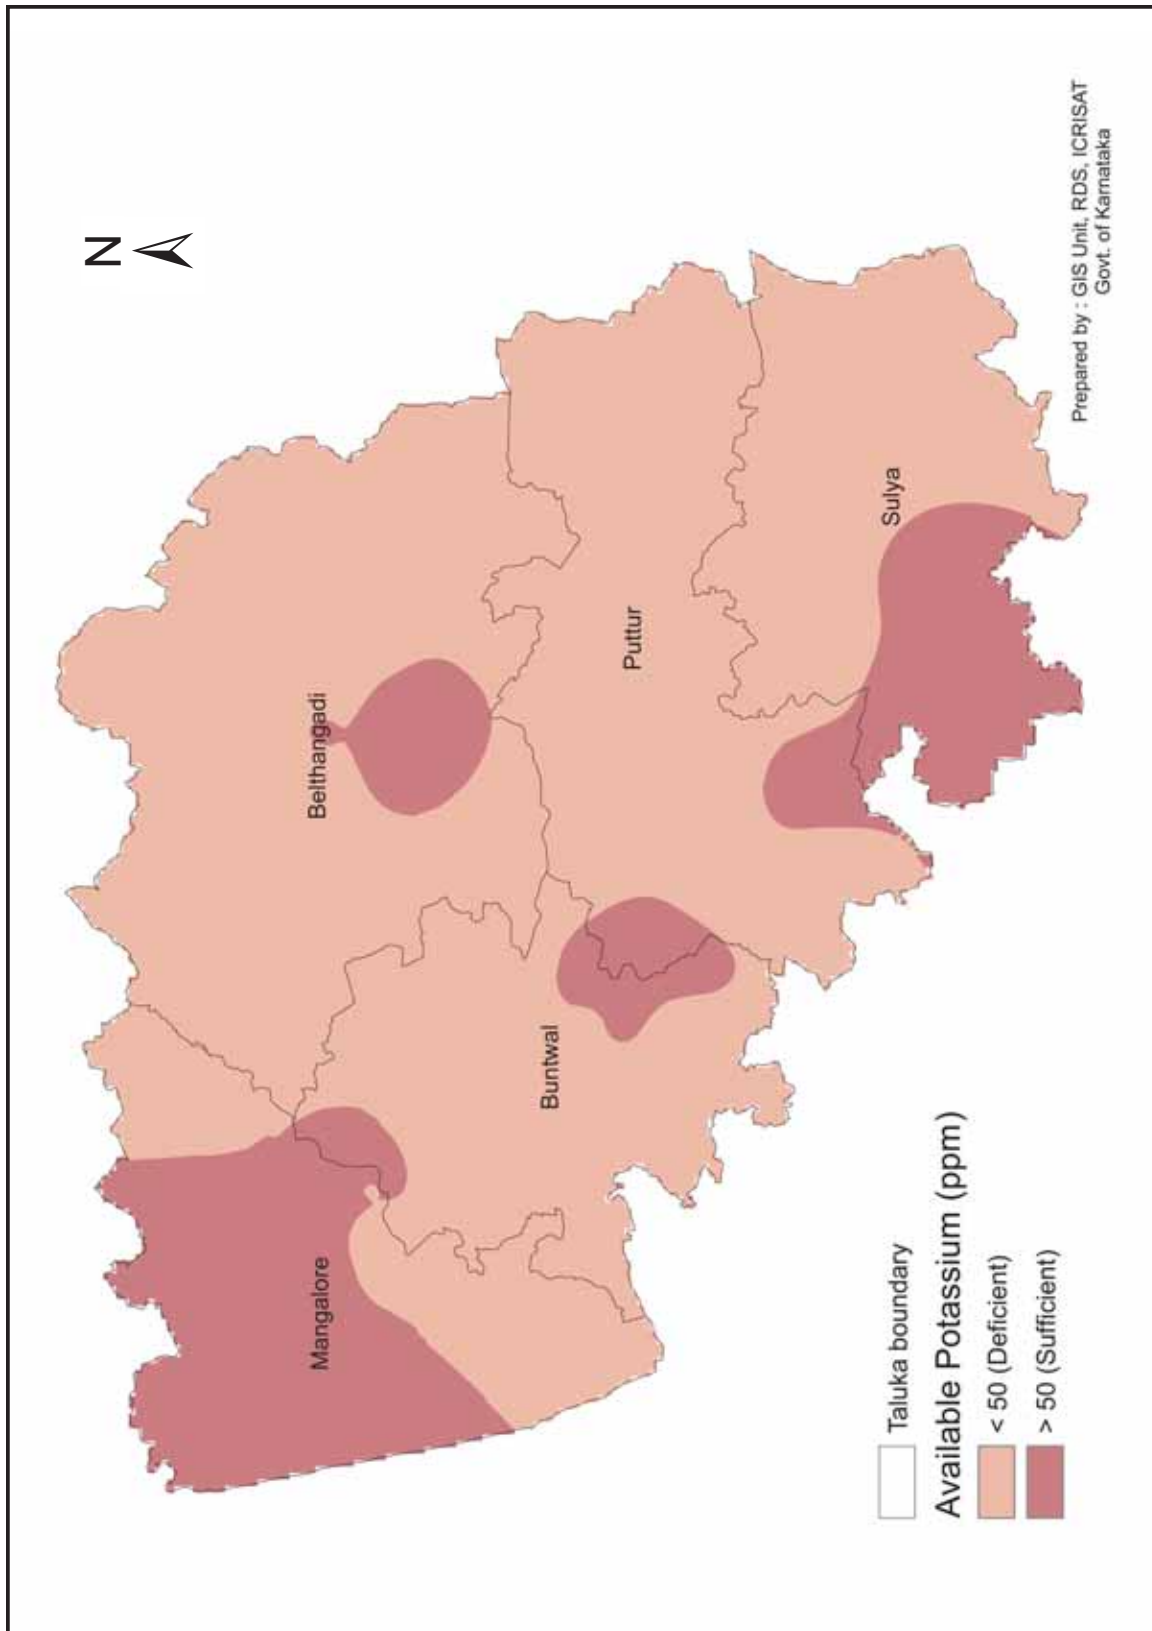 N
Belthangadi
Mangalore
Buntwal
Puttur
Sulya
Taluka boundary
Available Potassium (ppm)
< 50 (Deficient)
> 50 (Sufficient)
Prepared by : GIS Unit, RDS, ICRISAT
Govt. of Karnataka